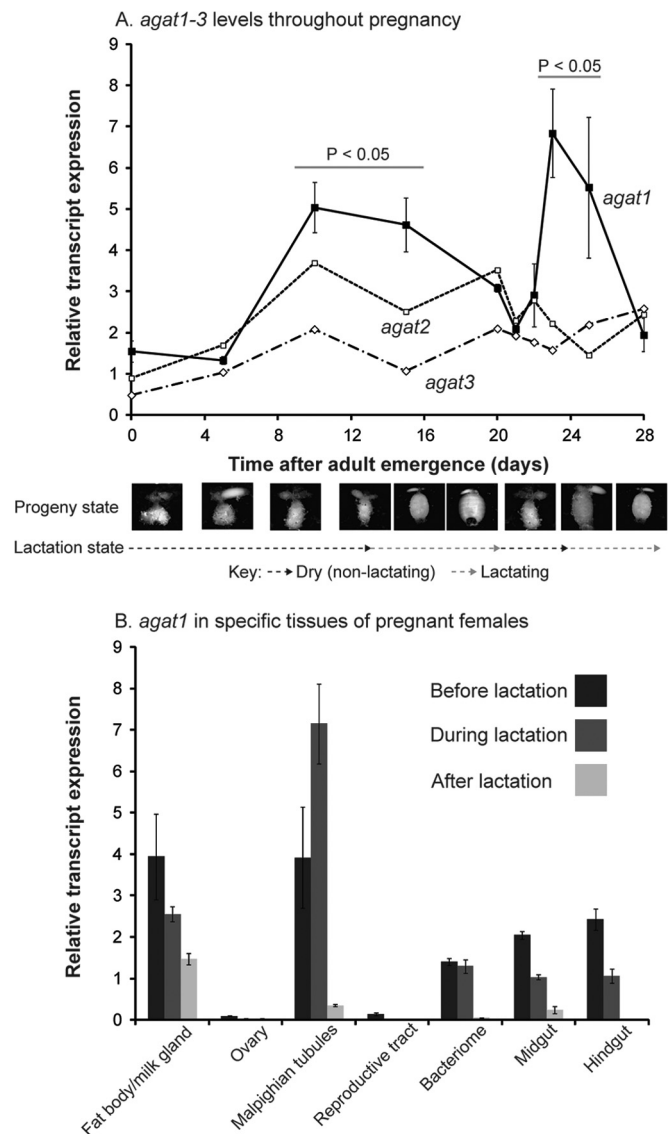 A. agat1-3 levels throughout pregnancy
Relative transcript expression
9
8
7
6
5
4
3
2
1
0
P < 0.05
P < 0.05
agat1
agat2
agat3
0 4 8 12 16 20 24 28
Time after adult emergence (days)
Progeny state
Lactation state
Key: Dry (non-lactating) Lactating
B. agat1 in specific tissues of pregnant females
Relative transcript expression
9
8
7
6
5
4
3
2
1
0
Before lactation
During lactation
After lactation
Fat body/milk gland
Ovary
Malpighian tubules
Reproductive tract
Bacteriome
Midgut
Hindgut